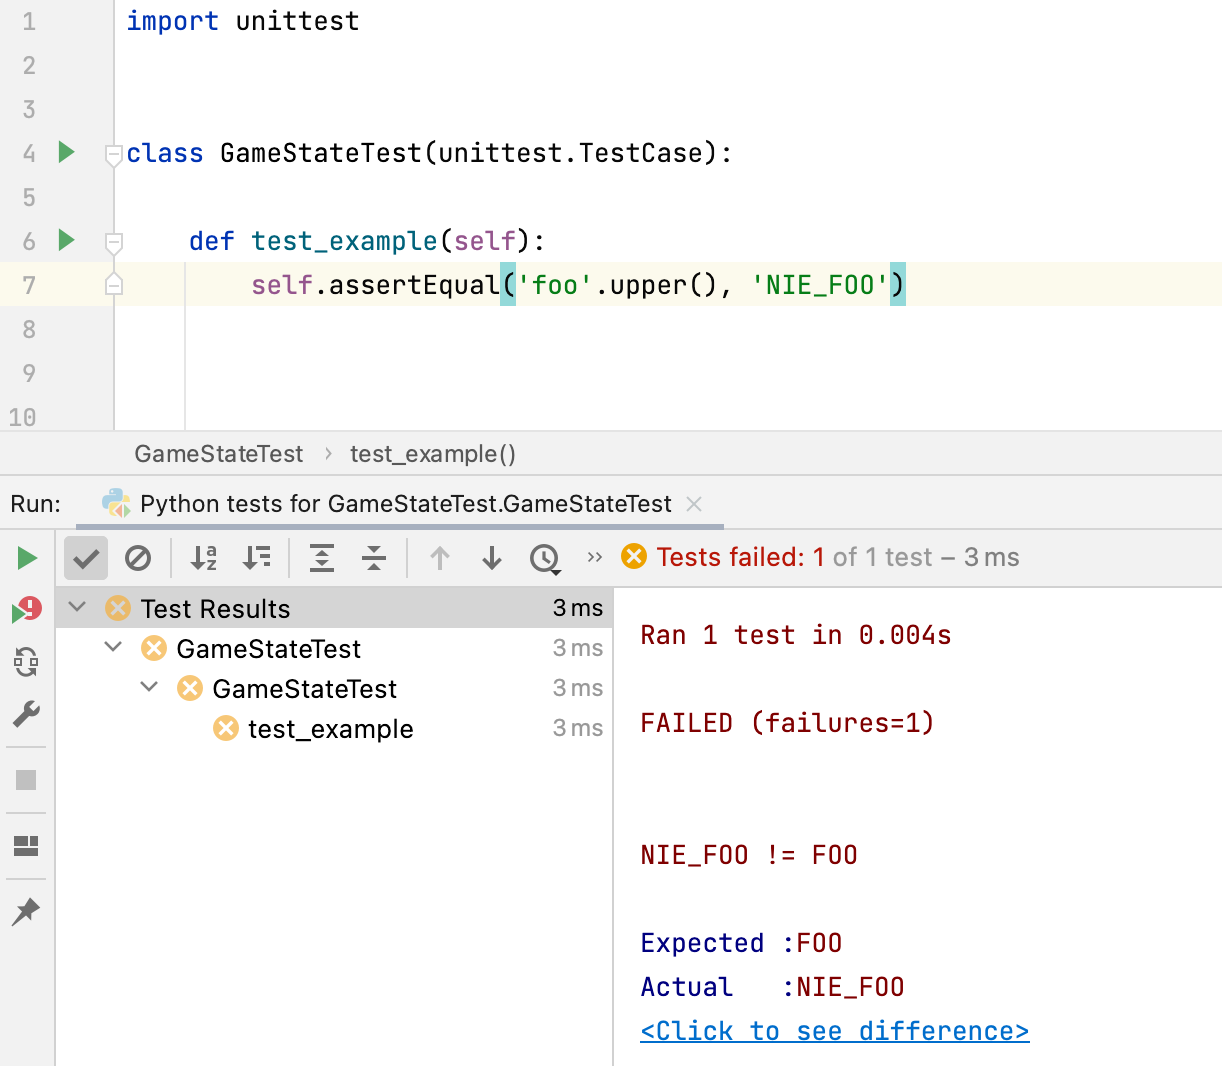 1 import unittest
2
3
4 class GameStateTest(unittest.TestCase):
5
6 def test_example(self):
7 self.assertEqual('foo'.upper(), 'NIE_FOO')
8
9
10
GameStateTest › test_example()
Run: Python tests for GameStateTest.GameStateTest
» Tests failed: 1 of 1 test – 3 ms
Test Results 3 ms
GameStateTest 3 ms
GameStateTest 3 ms
test_example 3 ms
Ran 1 test in 0.004s
FAILED (failures=1)
NIE_FOO != FOO
Expected :FOO
Actual :NIE_FOO
<Click to see difference>